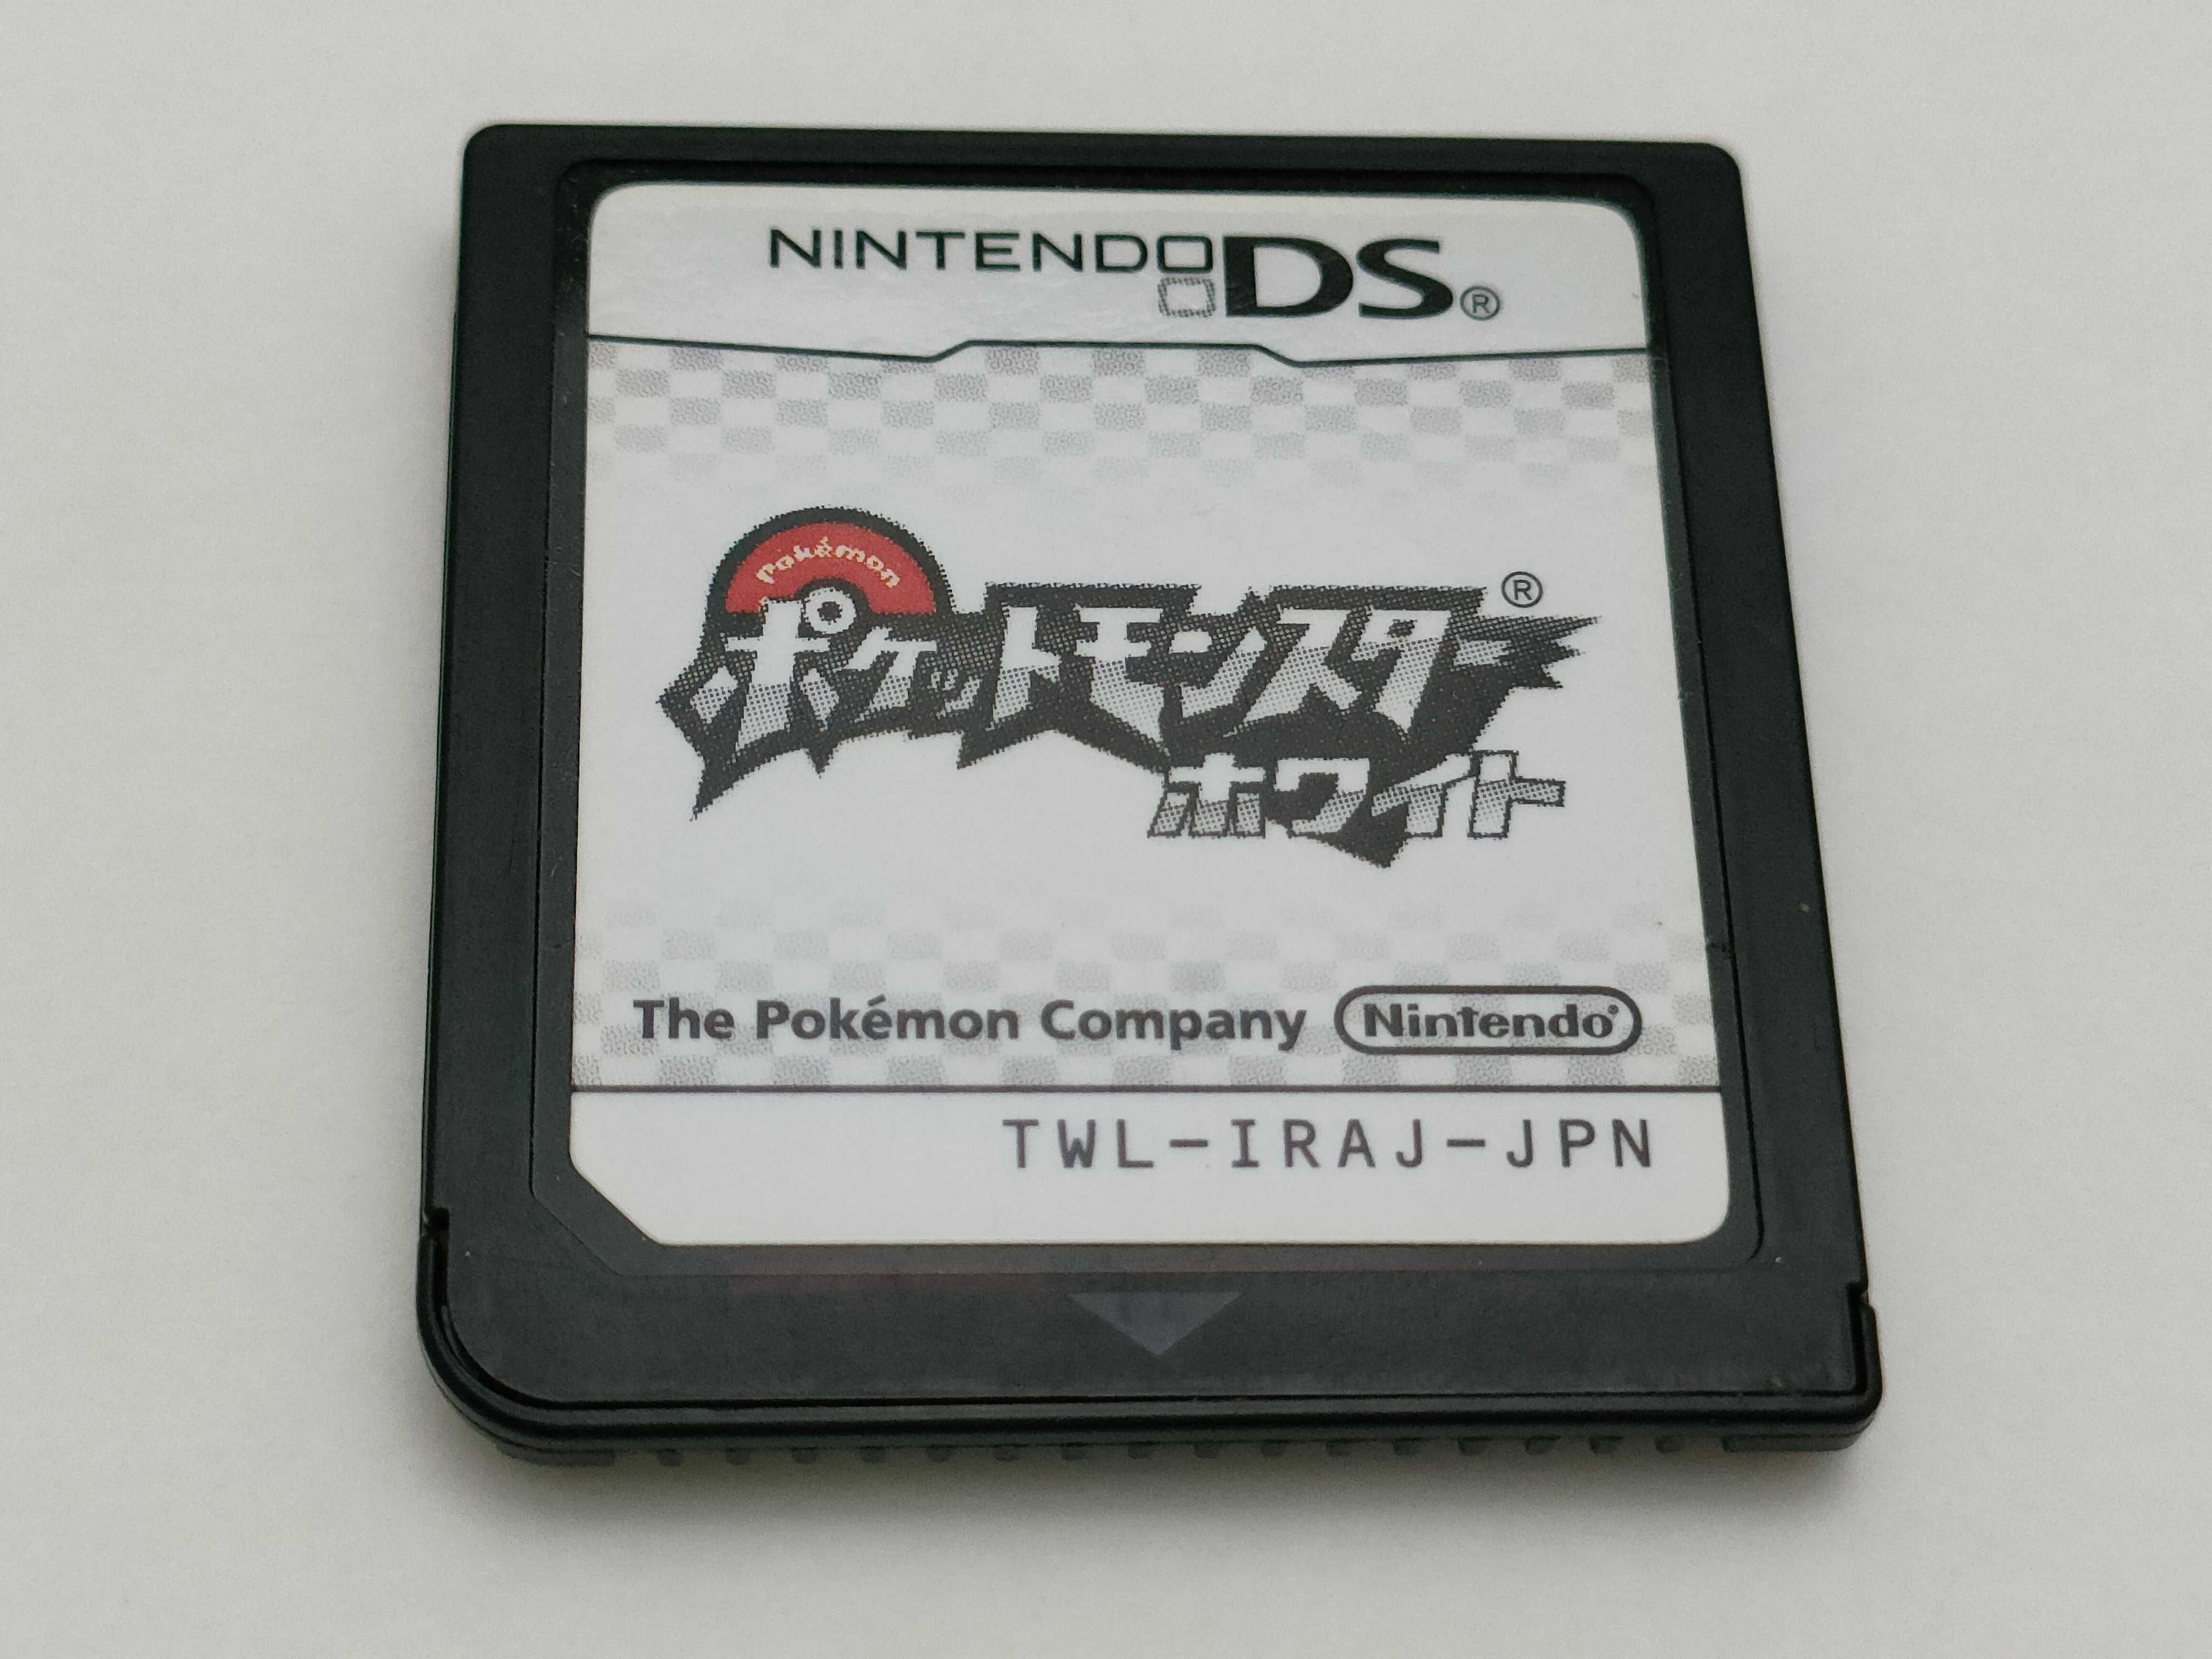 NINTENDO DS®
Pokémon
ポケットモンスター®
ホワイト
The Pokémon Company Nintendo®
TWL-IRAJ-JPN